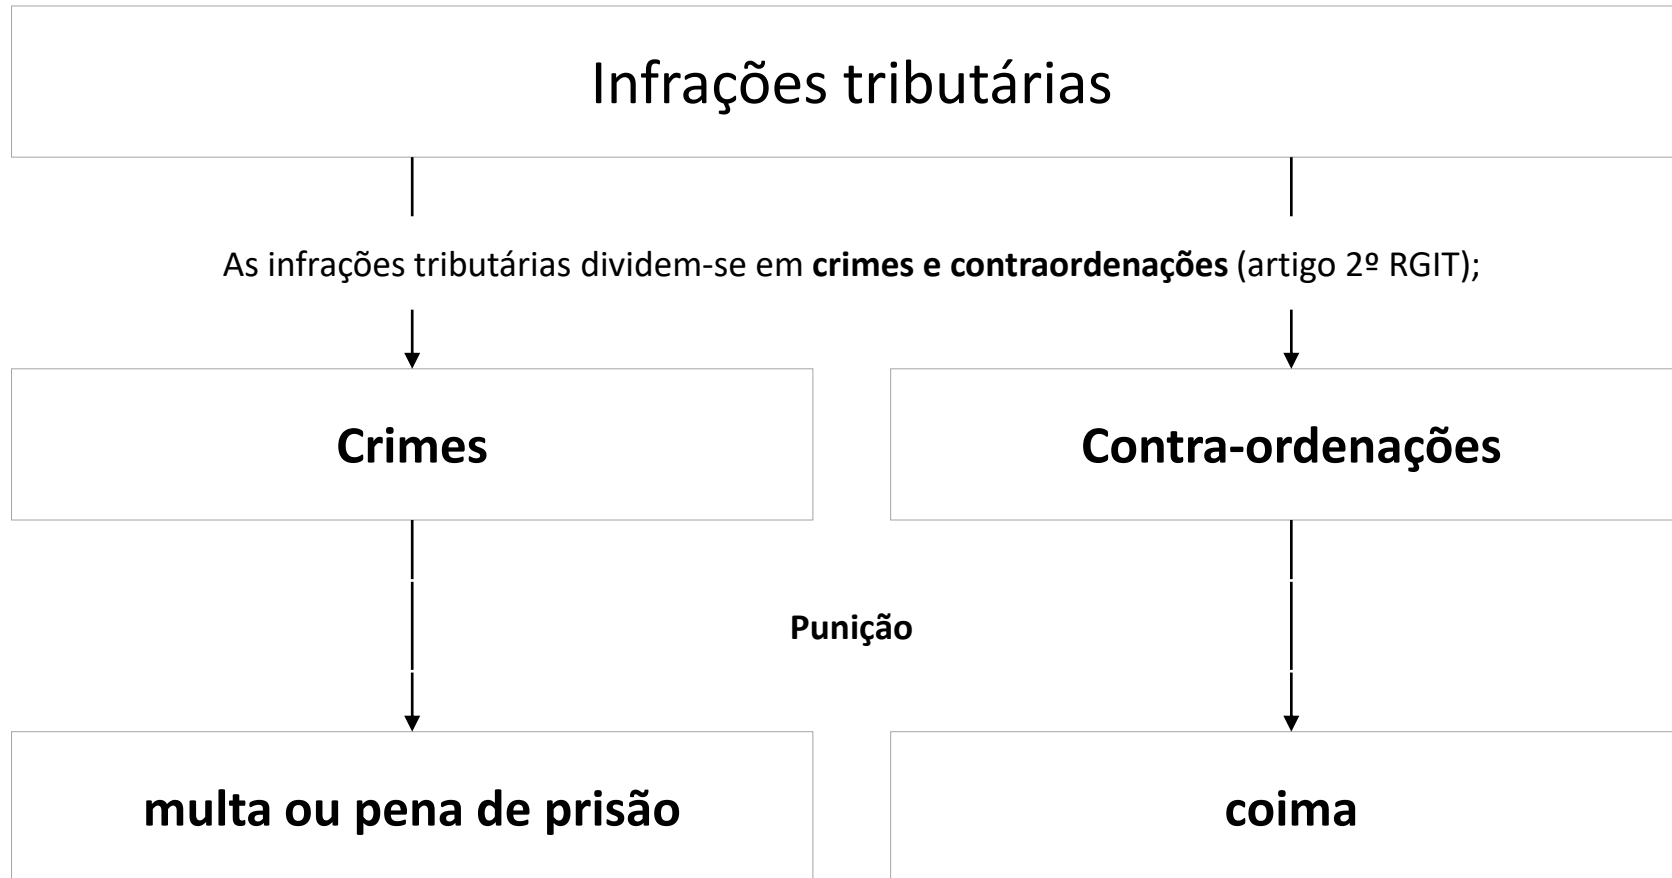 Infrações tributárias
As infrações tributárias dividem-se em crimes e contraordenações (artigo 2º RGIT);
Crimes
Contra-ordenações
Punição
multa ou pena de prisão
coima